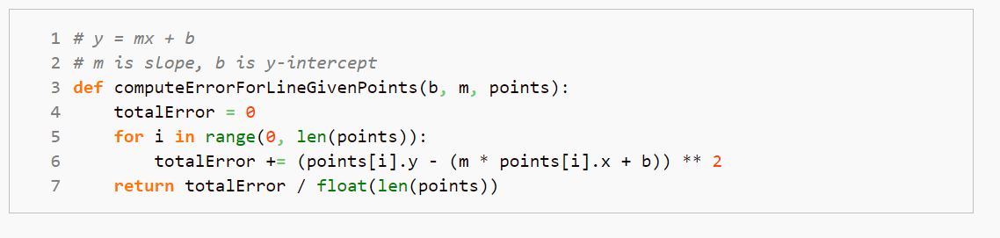 1 # y = mx + b
2 # m is slope, b is y-intercept
3 def computeErrorForLineGivenPoints(b, m, points):
4     totalError = 0
5     for i in range(0, len(points)):
6         totalError += (points[i].y - (m * points[i].x + b)) ** 2
7     return totalError / float(len(points))